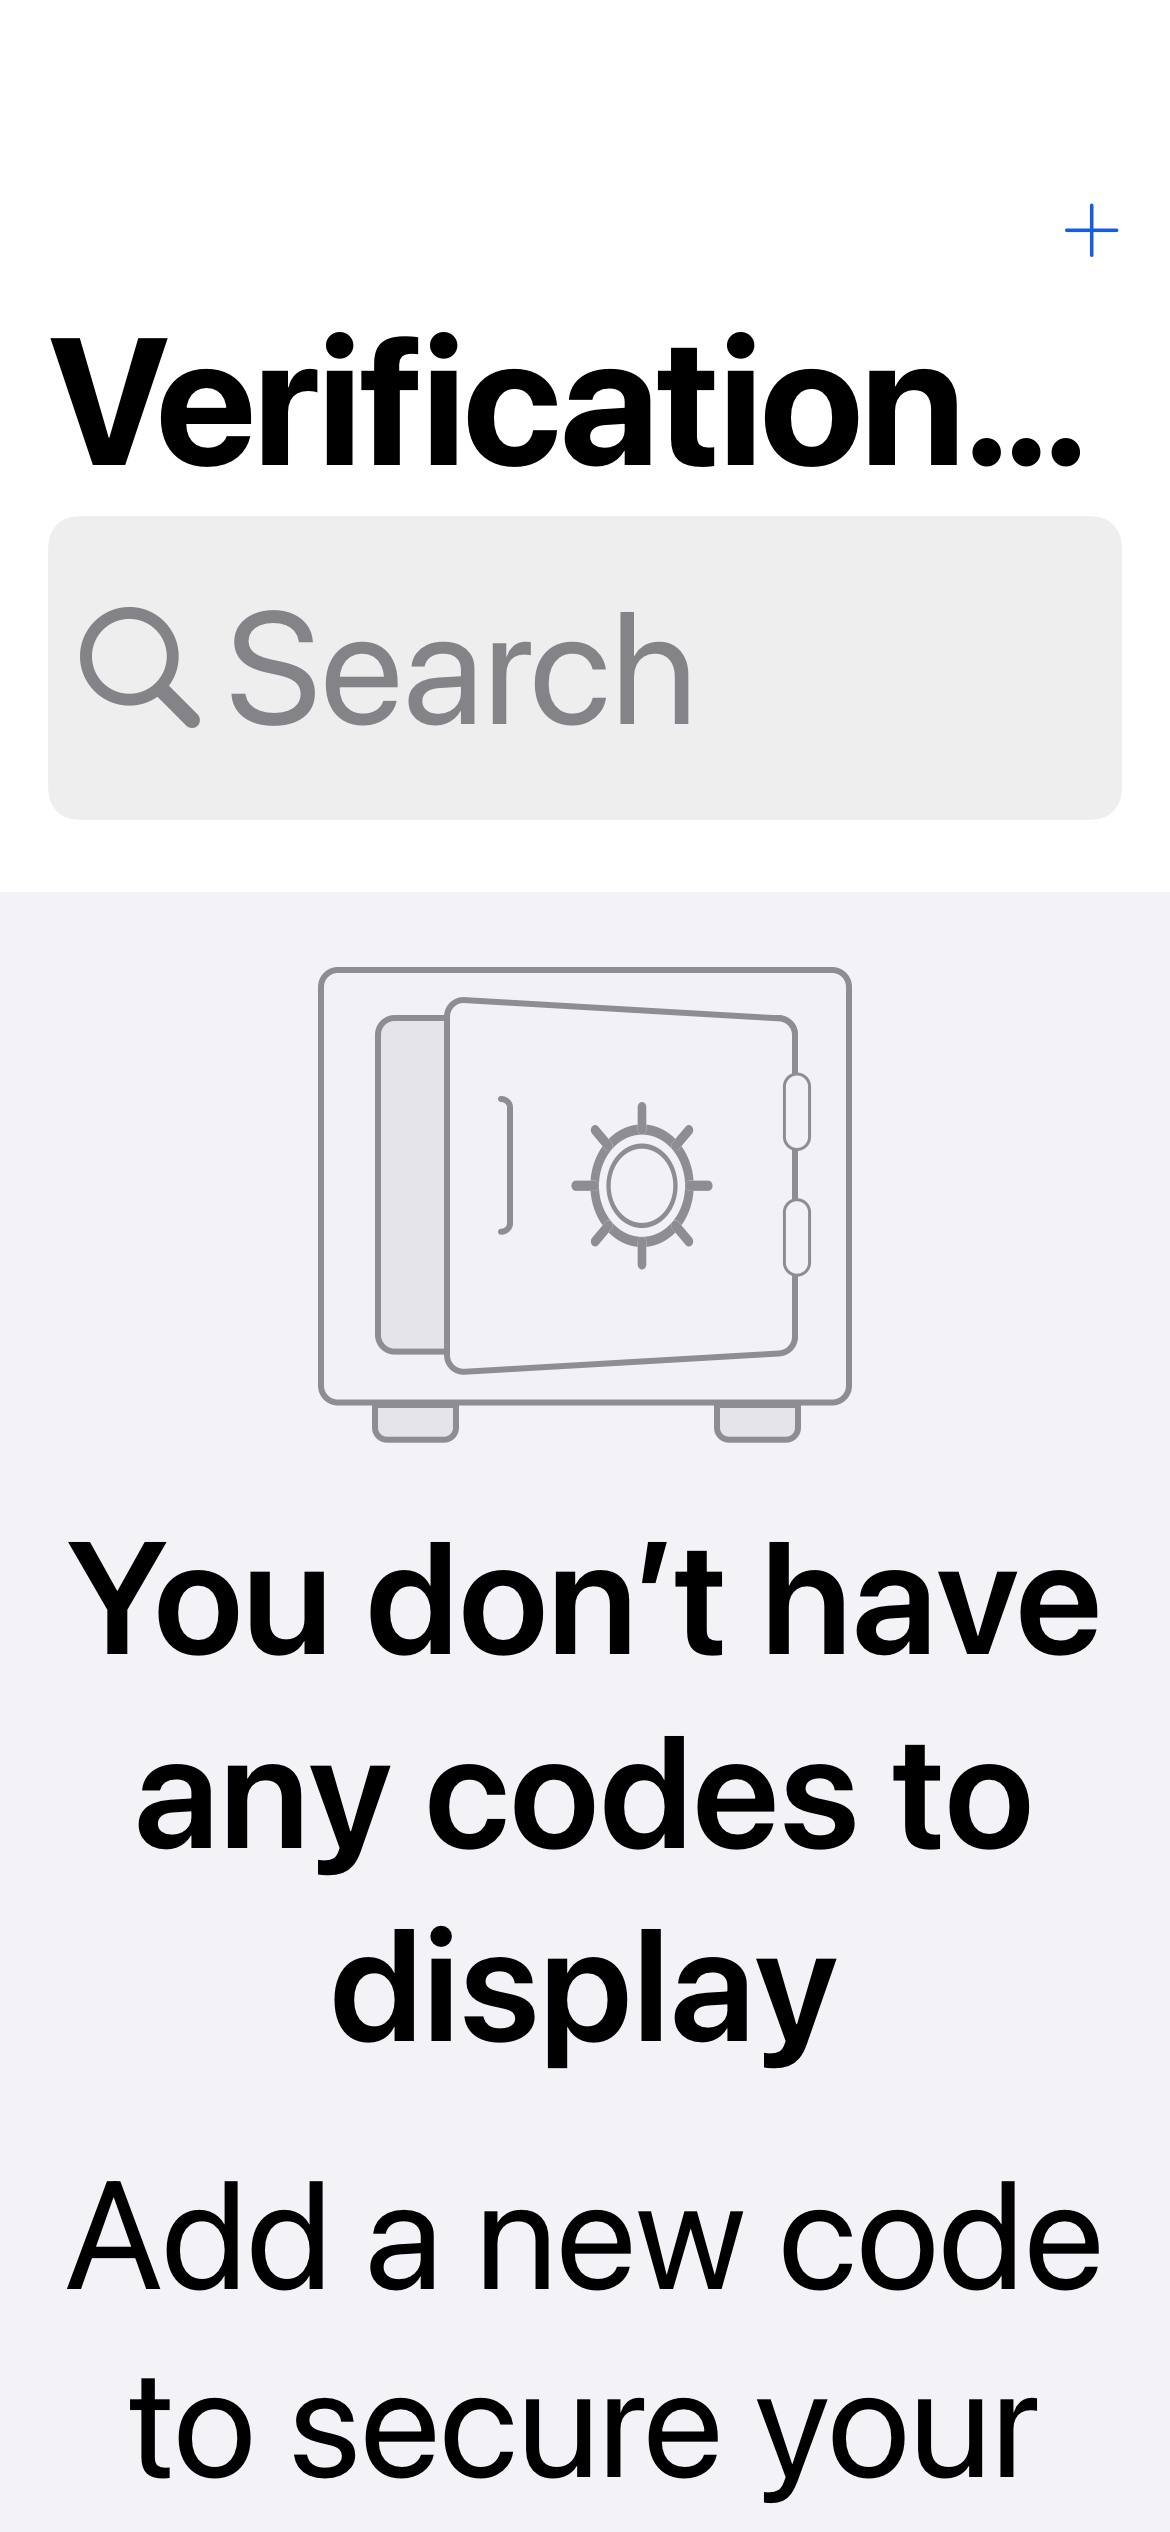 Verification...
Search
You don’t have
any codes to
display
Add a new code
to secure your